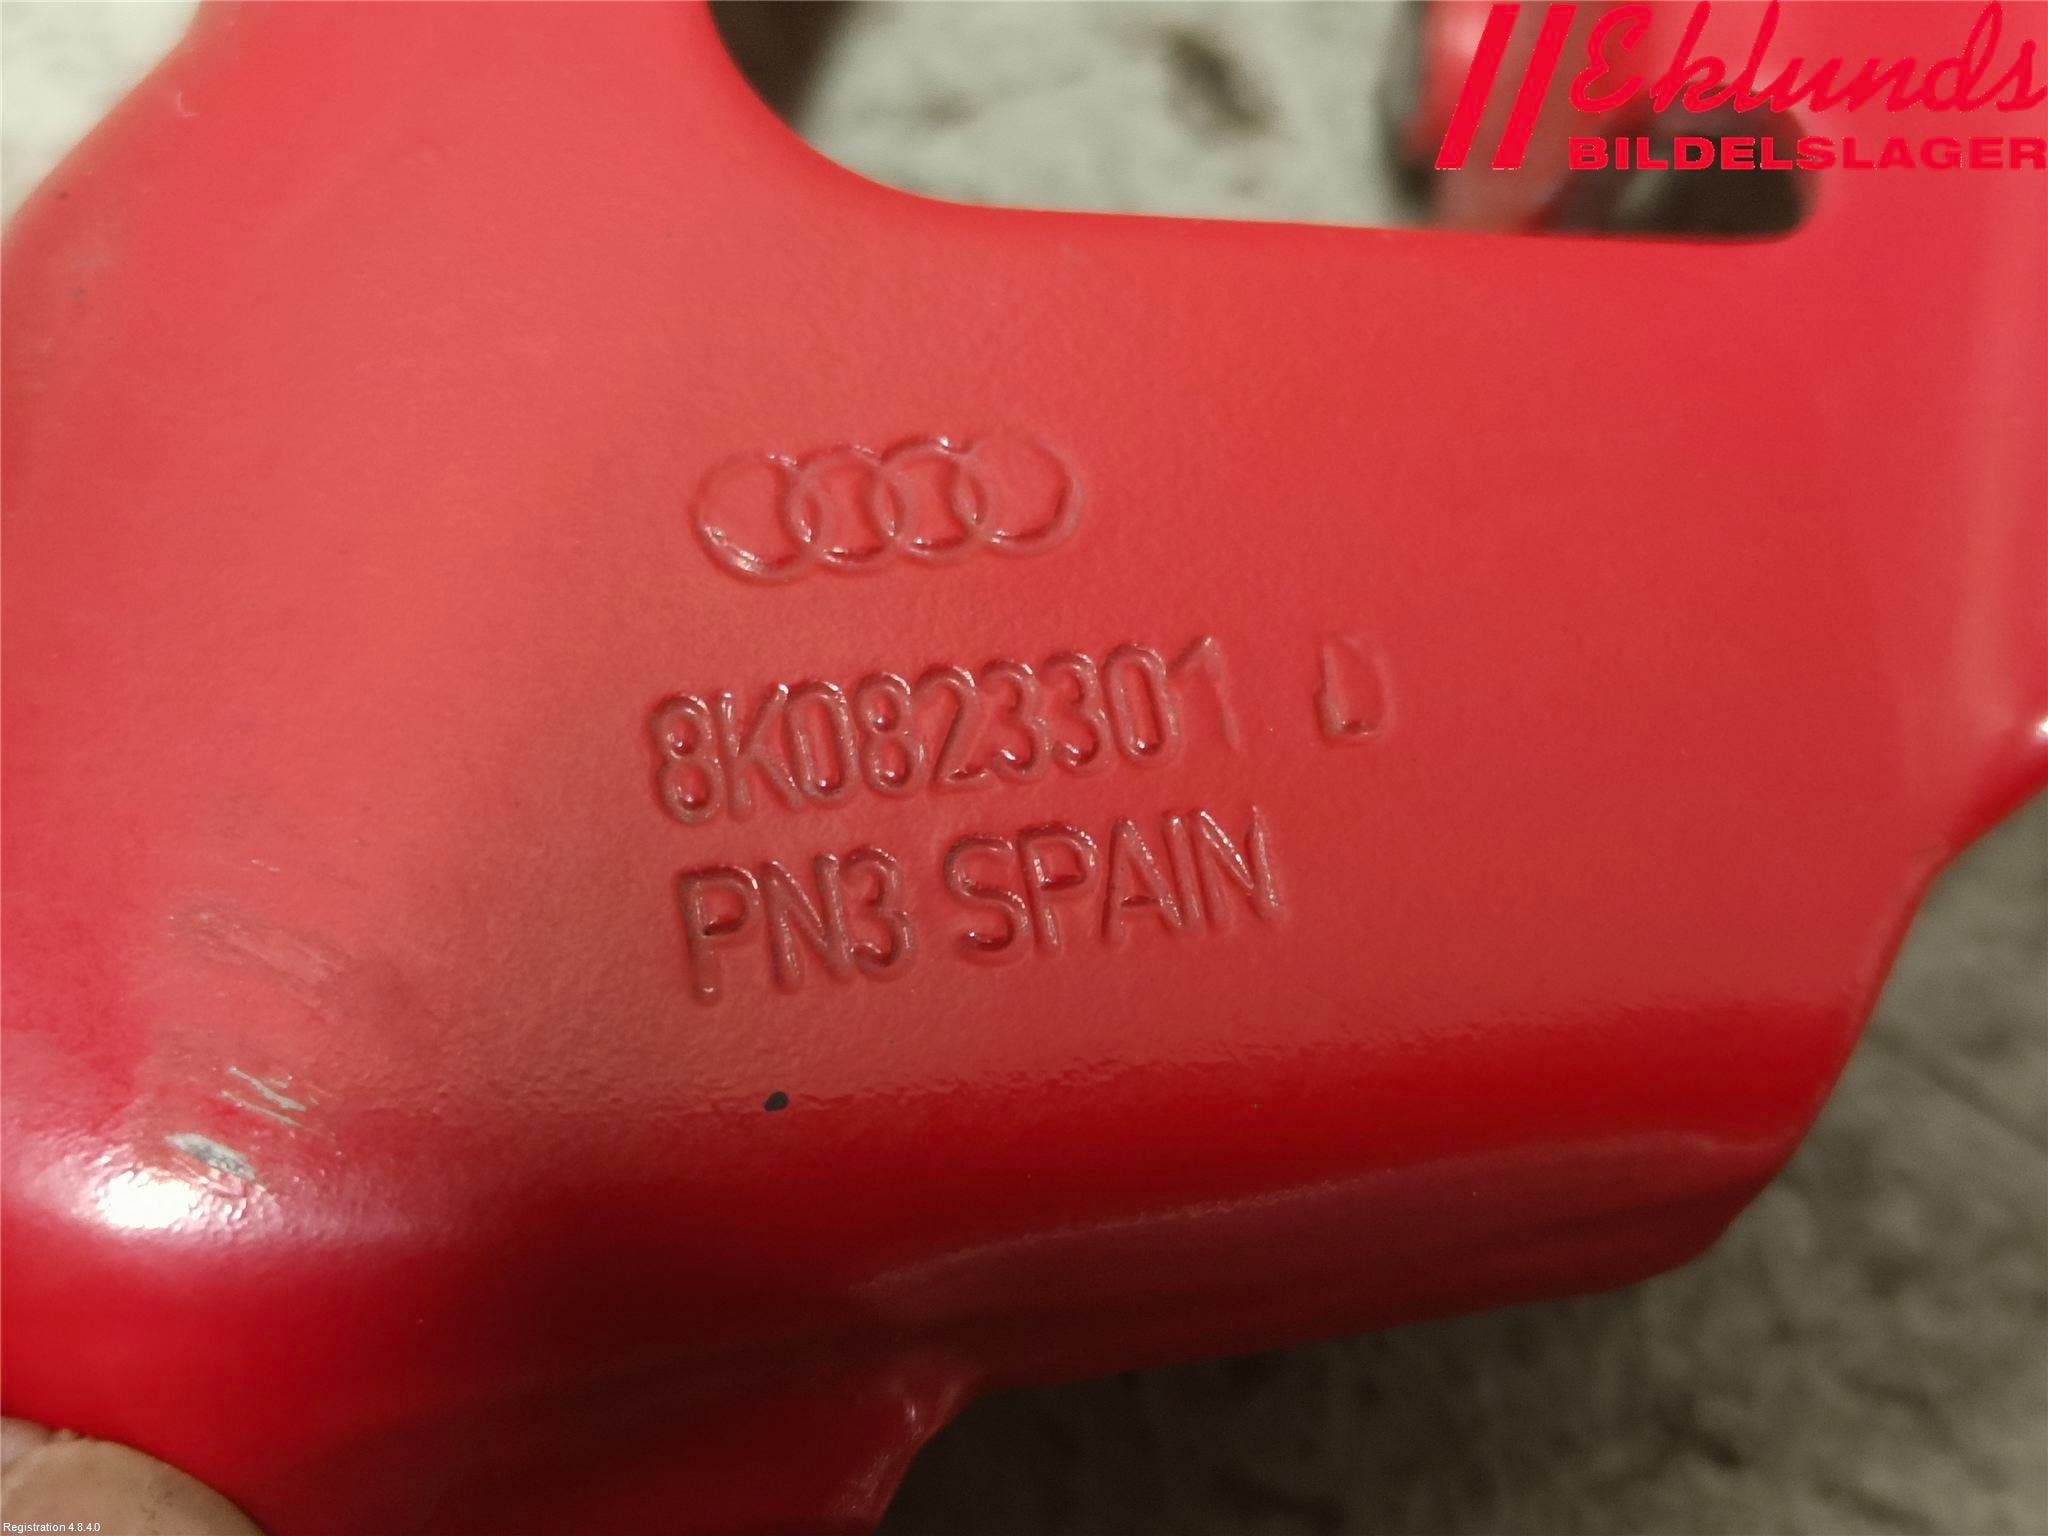 Eklunds
BILDELSLAGER
8K0823301 D
PN3 SPAIN
Registration 4.8.4.0